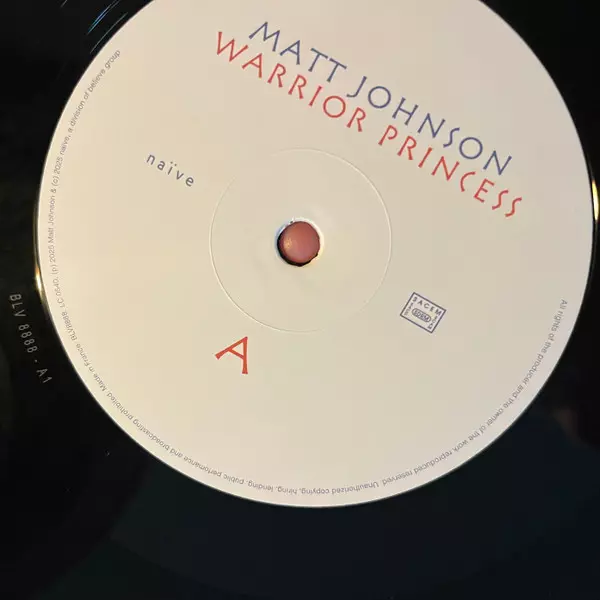 MATT JOHNSON
WARRIOR PRINCESS
naïve
SACEM
A
(p) 2025 Matt Johnson & (c) 2025 naïve, a division of believe group
All rights of the producer and the owner of the work reproduced reserved. Unauthorized copying, hiring, lending, public performance and broadcasting prohibited. Made in France. BLV8888. LC 0540.
BLV 8888 - A1